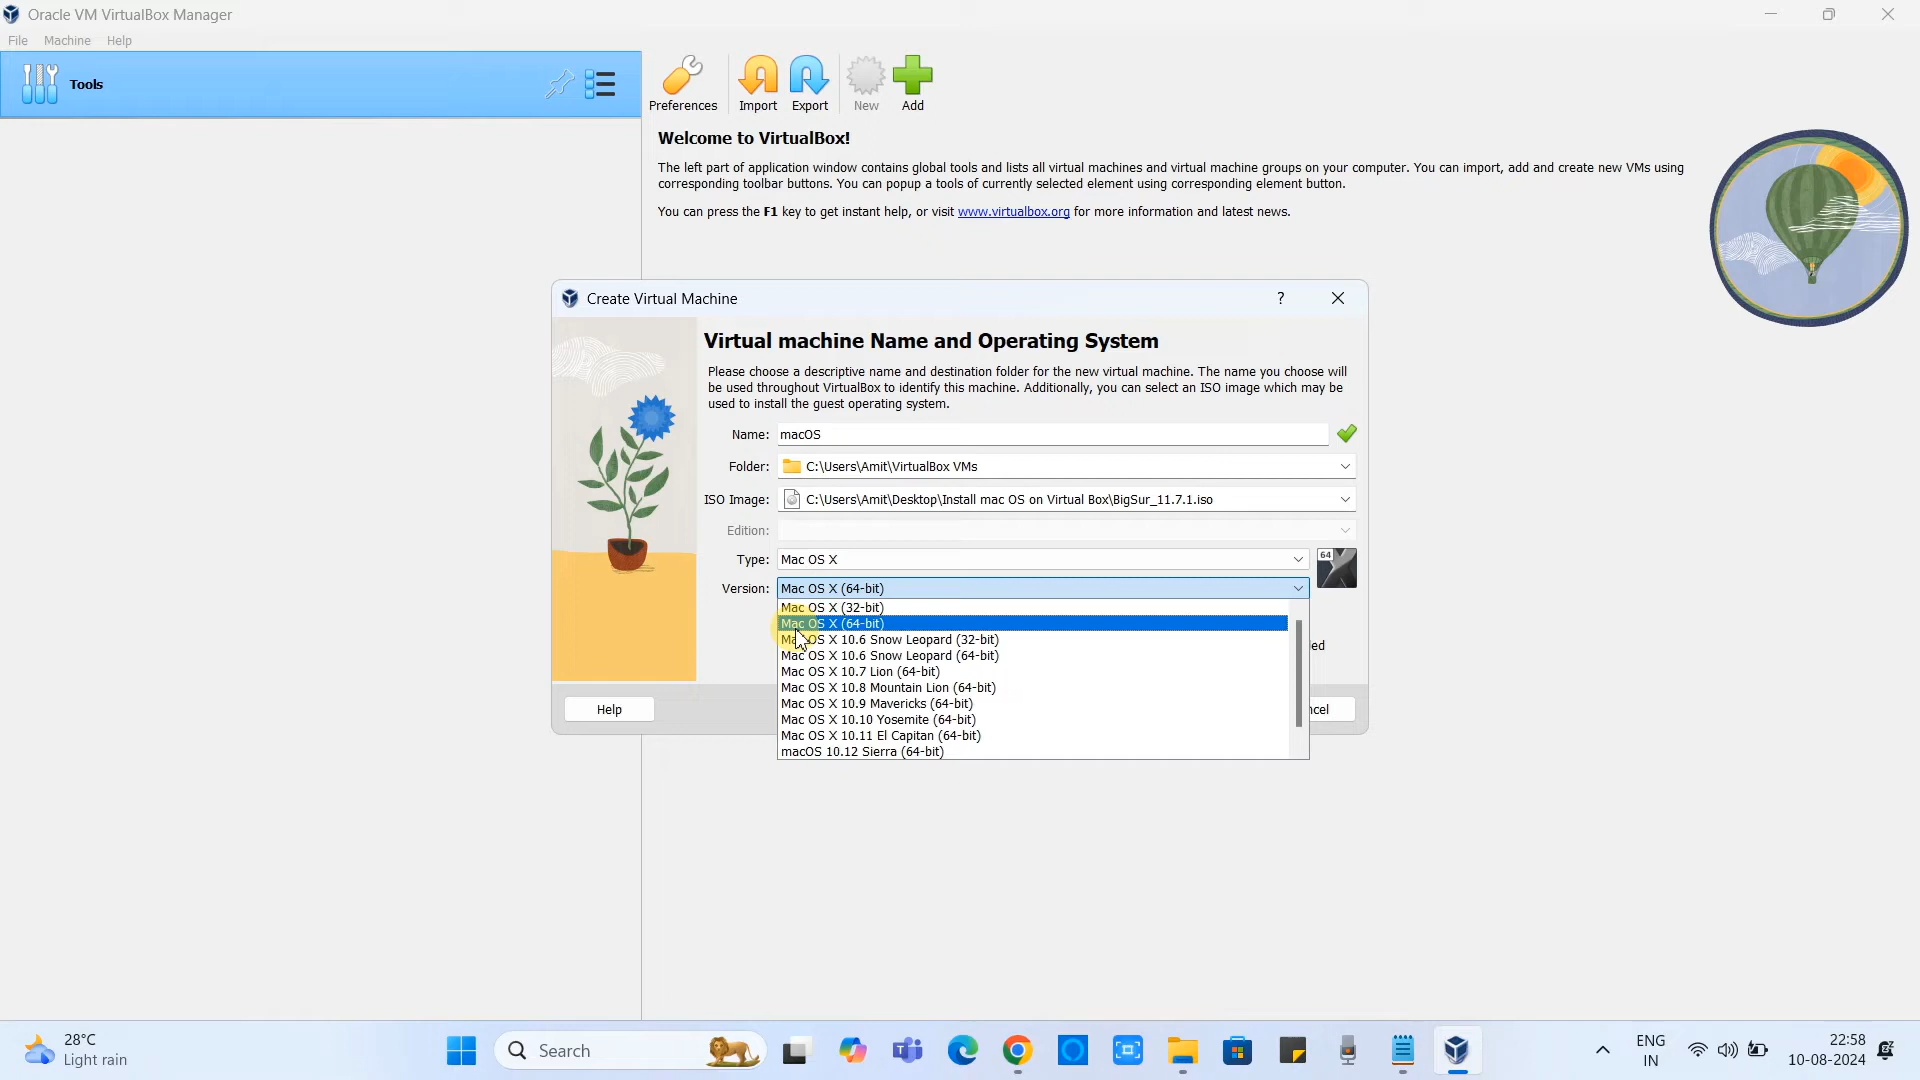 Oracle VM VirtualBox Manager
File Machine Help
Tools
Preferences Import Export New Add
Welcome to VirtualBox!
The left part of application window contains global tools and lists all virtual machines and virtual machine groups on your computer. You can import, add and create new VMs using
corresponding toolbar buttons. You can popup a tools of currently selected element using corresponding element button.
You can press the F1 key to get instant help, or visit www.virtualbox.org for more information and latest news.
Create Virtual Machine
?
Virtual machine Name and Operating System
Please choose a descriptive name and destination folder for the new virtual machine. The name you choose will
be used throughout VirtualBox to identify this machine. Additionally, you can select an ISO image which may be
used to install the guest operating system.
Name: macOS
Folder: C:\Users\Amit\VirtualBox VMs
ISO Image: C:\Users\Amit\Desktop\Install mac OS on Virtual Box\BigSur_11.7.1.iso
Edition:
Type: Mac OS X
64
Version: Mac OS X (64-bit)
Mac OS X (32-bit)
Mac OS X (64-bit)
Mac OS X 10.6 Snow Leopard (32-bit)
ed
Mac OS X 10.6 Snow Leopard (64-bit)
Mac OS X 10.7 Lion (64-bit)
Mac OS X 10.8 Mountain Lion (64-bit)
Mac OS X 10.9 Mavericks (64-bit)
Help
ncel
Mac OS X 10.10 Yosemite (64-bit)
Mac OS X 10.11 El Capitan (64-bit)
macOS 10.12 Sierra (64-bit)
28°C
Light rain
Search
ENG
IN
22:58
10-08-2024